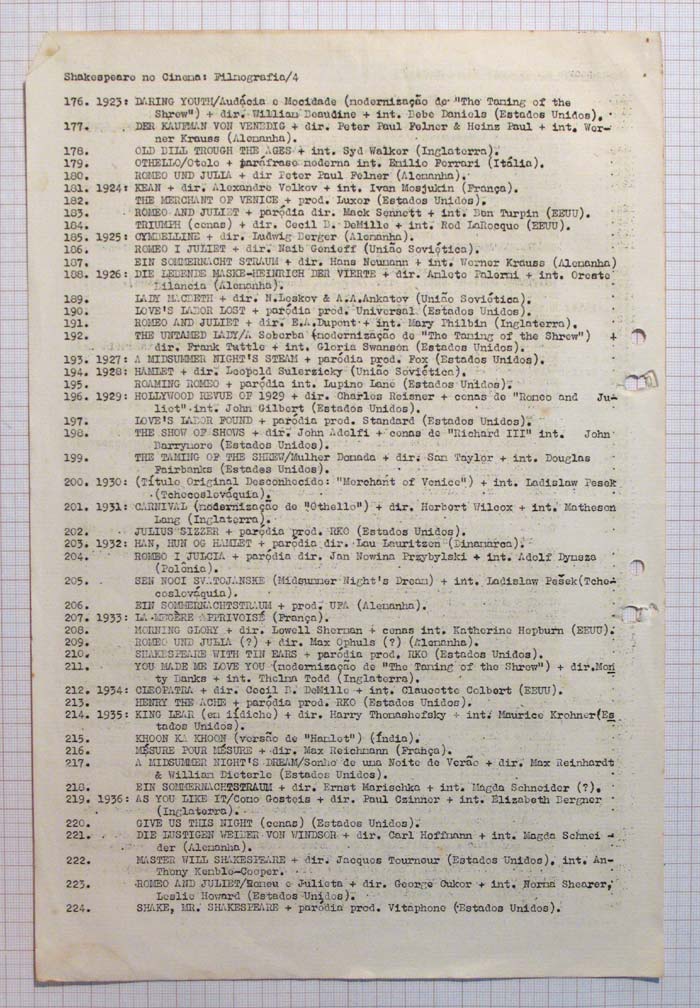 Shakespeare no Cinema: Filmografia/4
176. 1923: DARING YOUTH/Audácia e Mocidade (modernização de "The Taming of the
Shrew") + dir. William Beaudine + int. Bebe Daniels (Estados Unidos).
177. DER KAUFMAN VON VENEDIG + dir. Peter Paul Felner & Heinz Paul + int. Wer-
ner Krauss (Alemanha).
178. OLD BILL TROUGH THE AGES + int. Syd Walker (Inglaterra).
179. OTHELLO/Otelo + paráfrase moderna int. Emilio Ferrari (Itália).
180. ROMEO UND JULIA + dir Peter Paul Felner (Alemanha).
181. 1924: KEAN + dir. Alexandre Volkov + int. Ivan Mosjukin (França).
182. THE MERCHANT OF VENICE + prod. Luxor (Estados Unidos).
183. ROMEO AND JULIET + paródia dir. Mack Sennett + int. Ben Turpin (EEUU).
184. TRIUMPH (cenas) + dir. Cecil B. DeMille + int. Rod LaRocque (EEUU).
185. 1925: CYMBELLINE + dir. Ludwig Berger (Alemanha).
186. ROMEO I JULIET + dir. Naib Gonieff (União Soviética).
187. EIN SOMMERNACHT STRAUM + dir. Hans Neumann + int. Werner Krauss (Alemanha)
188. 1926: DIE LEBENDE MASKE-HEINRICH DER VIERTE + dir. Amleto Palermi + int. Oreste
Bilancia (Alemanha).
189. LADY MACBETH + dir. N.Leskov & A.A.Ankatov (União Soviética).
190. LOVE'S LABOR LOST + paródia prod. Universal (Estados Unidos).
191. ROMEO AND JULIET + dir. E.A.Dupont + int. Mary Philbin (Inglaterra).
192. THE UNTAMED LADY/A Soberba (modernização de "The Taming of the Shrew") +
dir. Frank Tuttle + int. Gloria Swanson (Estados Unidos).
193. 1927: A MIDSUMMER NIGHT'S STEAM + paródia prod. Fox (Estados Unidos).
194. 1928: HAMLET + dir. Leopold Sulerzicky (União Soviética).
195. ROAMING ROMEO + paródia int. Lupino Lane (Estados Unidos).
196. 1929: HOLLYWOOD REVUE OF 1929 + dir. Charles Reisner + cenas de "Romeo and Ju-
liet" int. John Gilbert (Estados Unidos).
197. LOVE'S LABOR FOUND + paródia prod. Standard (Estados Unidos).
198. THE SHOW OF SHOWS + dir. John Adolfi + cenas de "Richard III" int. John
Barrymore (Estados Unidos).
199. THE TAMING OF THE SHREW/Mulher Domada + dir. Sam Taylor + int. Douglas
Fairbanks (Estados Unidos).
200. 1930: (Título Original Desconhecido: "Merchant of Venice") + int. Ladislaw Pesek
(Tchecoslováquia).
201. 1931: CARNIVAL (modernização de "Othello") + dir. Herbert Wilcox + int. Matheson
Lang (Inglaterra).
202. JULIUS SIZZER + paródia prod. RKO (Estados Unidos).
203. 1932: HAN, HUN OG HAMLET + paródia dir. Lau Lauritzen (Dinamarca).
204. ROMEO I JULCIA + paródia dir. Jan Nowina Przybylski + int. Adolf Dymsza
(Polônia).
205. SEN NOCI SVATOJANSKE (Midsummer Night's Dream) + int. Ladislaw Pešek(Tche-
coslováquia).
206. EIN SOMMERNACHTSTRAUM + prod. UFA (Alemanha).
207. 1933: LA MEGÈRE APPRIVOISÉ (França).
208. MORNING GLORY + dir. Lowell Sherman + cenas int. Katherine Hepburn (EEUU).
209. ROMEO UND JULIA (?) + dir. Max Ophuls (?) (Alemanha).
210. SHAKESPEARE WITH TIN EARS + paródia prod. RKO (Estados Unidos).
211. YOU MADE ME LOVE YOU (modernização de "The Taming of the Shrew") + dir.Mon
ty Banks + int. Thelma Todd (Inglaterra).
212. 1934: CLEOPATRA + dir. Cecil B. DeMille + int. Claudette Colbert (EEUU).
213. HENRY THE ACHE + paródia prod. RKO (Estados Unidos).
214. 1935: KING LEAR (em iídiche) + dir. Harry Thomashefsky + int. Maurice Krohner(Es
tados Unidos).
215. KHOON KA KHOON (versão de "Hamlet") (Índia).
216. MÉSURE POUR MÉSURE + dir. Max Reichmann (França).
217. A MIDSUMMER NIGHT'S DREAM/Sonho de uma Noite de Verão + dir. Max Reinhardt
& William Dieterle (Estados Unidos).
218. EIN SOMMERNACHTSTRAUM + dir. Ernst Marischka + int. Magda Schneider (?).
219. 1936: AS YOU LIKE IT/Como Gosteis + dir. Paul Czinner + int. Elizabeth Bergner
(Inglaterra).
220. GIVE US THIS NIGHT (cenas) (Estados Unidos).
221. DIE LUSTIGEN WEIBER VON WINDSOR + dir. Carl Hoffmann + int. Magda Schnei -
der (Alemanha).
222. MASTER WILL SHAKESPEARE + dir. Jacques Tourneur (Estados Unidos). int. An-
thony Kemble-Cooper.
223. ROMEO AND JULIET/Romeu e Julieta + dir. George Cukor + int. Norma Shearer,
Leslie Howard (Estados Unidos).
224. SHAKE, MR. SHAKESPEARE + paródia prod. Vitaphone (Estados Unidos).